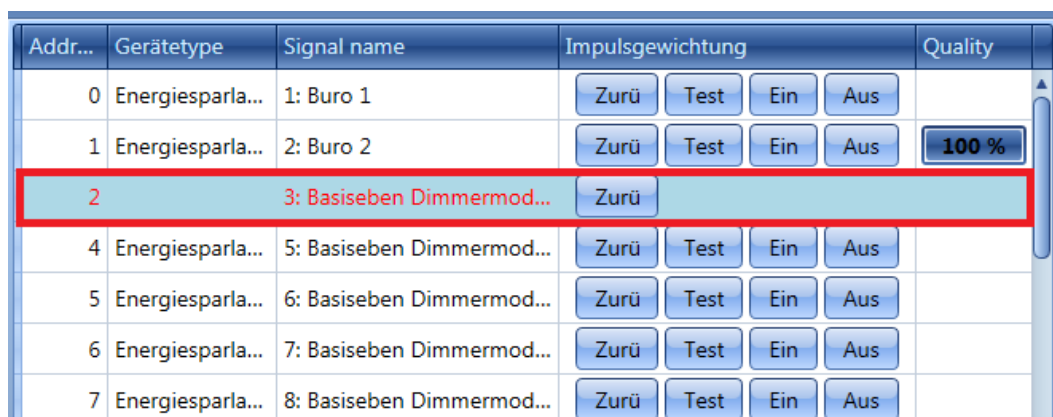 Addr... Gerätetype Signal name Impulsgewichtung Quality
0 Energiesparla... 1: Buro 1 Zurü Test Ein Aus
1 Energiesparla... 2: Buro 2 Zurü Test Ein Aus 100 %
2 3: Basiseben Dimmermod... Zurü
4 Energiesparla... 5: Basiseben Dimmermod... Zurü Test Ein Aus
5 Energiesparla... 6: Basiseben Dimmermod... Zurü Test Ein Aus
6 Energiesparla... 7: Basiseben Dimmermod... Zurü Test Ein Aus
7 Energiesparla... 8: Basiseben Dimmermod... Zurü Test Ein Aus